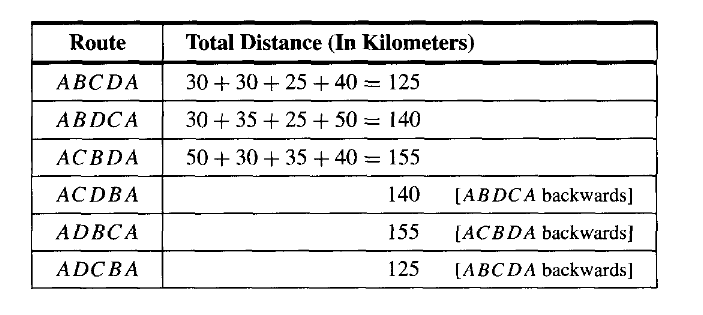 Route Total Distance (In Kilometers)
ABCDA 30 + 30 + 25 + 40 = 125
ABDCA 30 + 35 + 25 + 50 = 140
ACBDA 50 + 30 + 35 + 40 = 155
ACDBA 140 [ABDCA backwards]
ADBCA 155 [ACBDA backwards]
ADCBA 125 [ABCDA backwards]